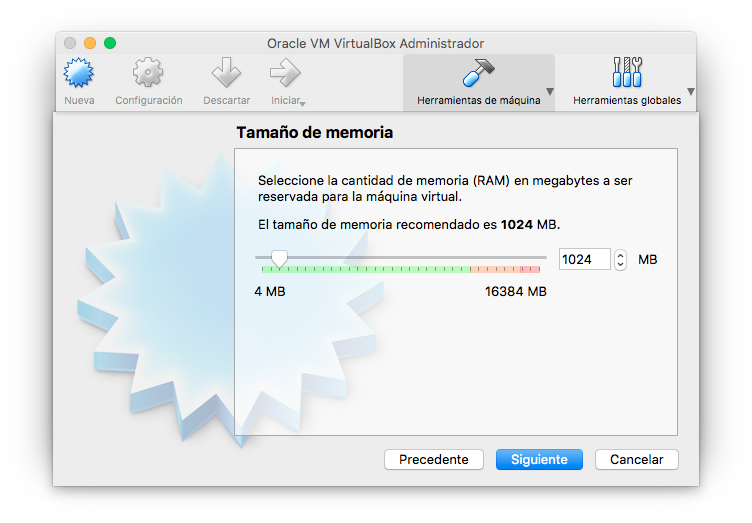 Oracle VM VirtualBox Administrador
Nueva
Configuración
Descartar
Iniciar
Herramientas de máquina
Herramientas globales
Tamaño de memoria
Seleccione la cantidad de memoria (RAM) en megabytes a ser
reservada para la máquina virtual.
El tamaño de memoria recomendado es 1024 MB.
1024 MB
4 MB
16384 MB
Precedente
Siguiente
Cancelar